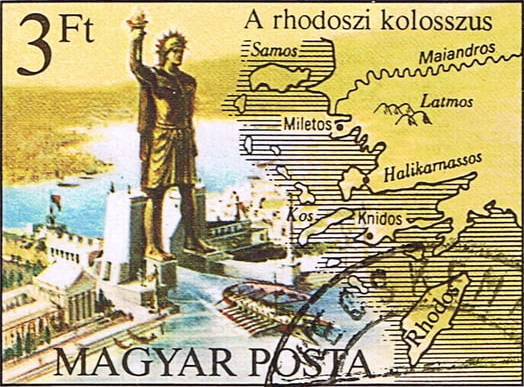 3 Ft
A rhodoszi kolosszus
Samos
Maiandros
Latmos
Miletos
Halikarnassos
Kos
Knidos
Rhodos
MAGYAR POSTA